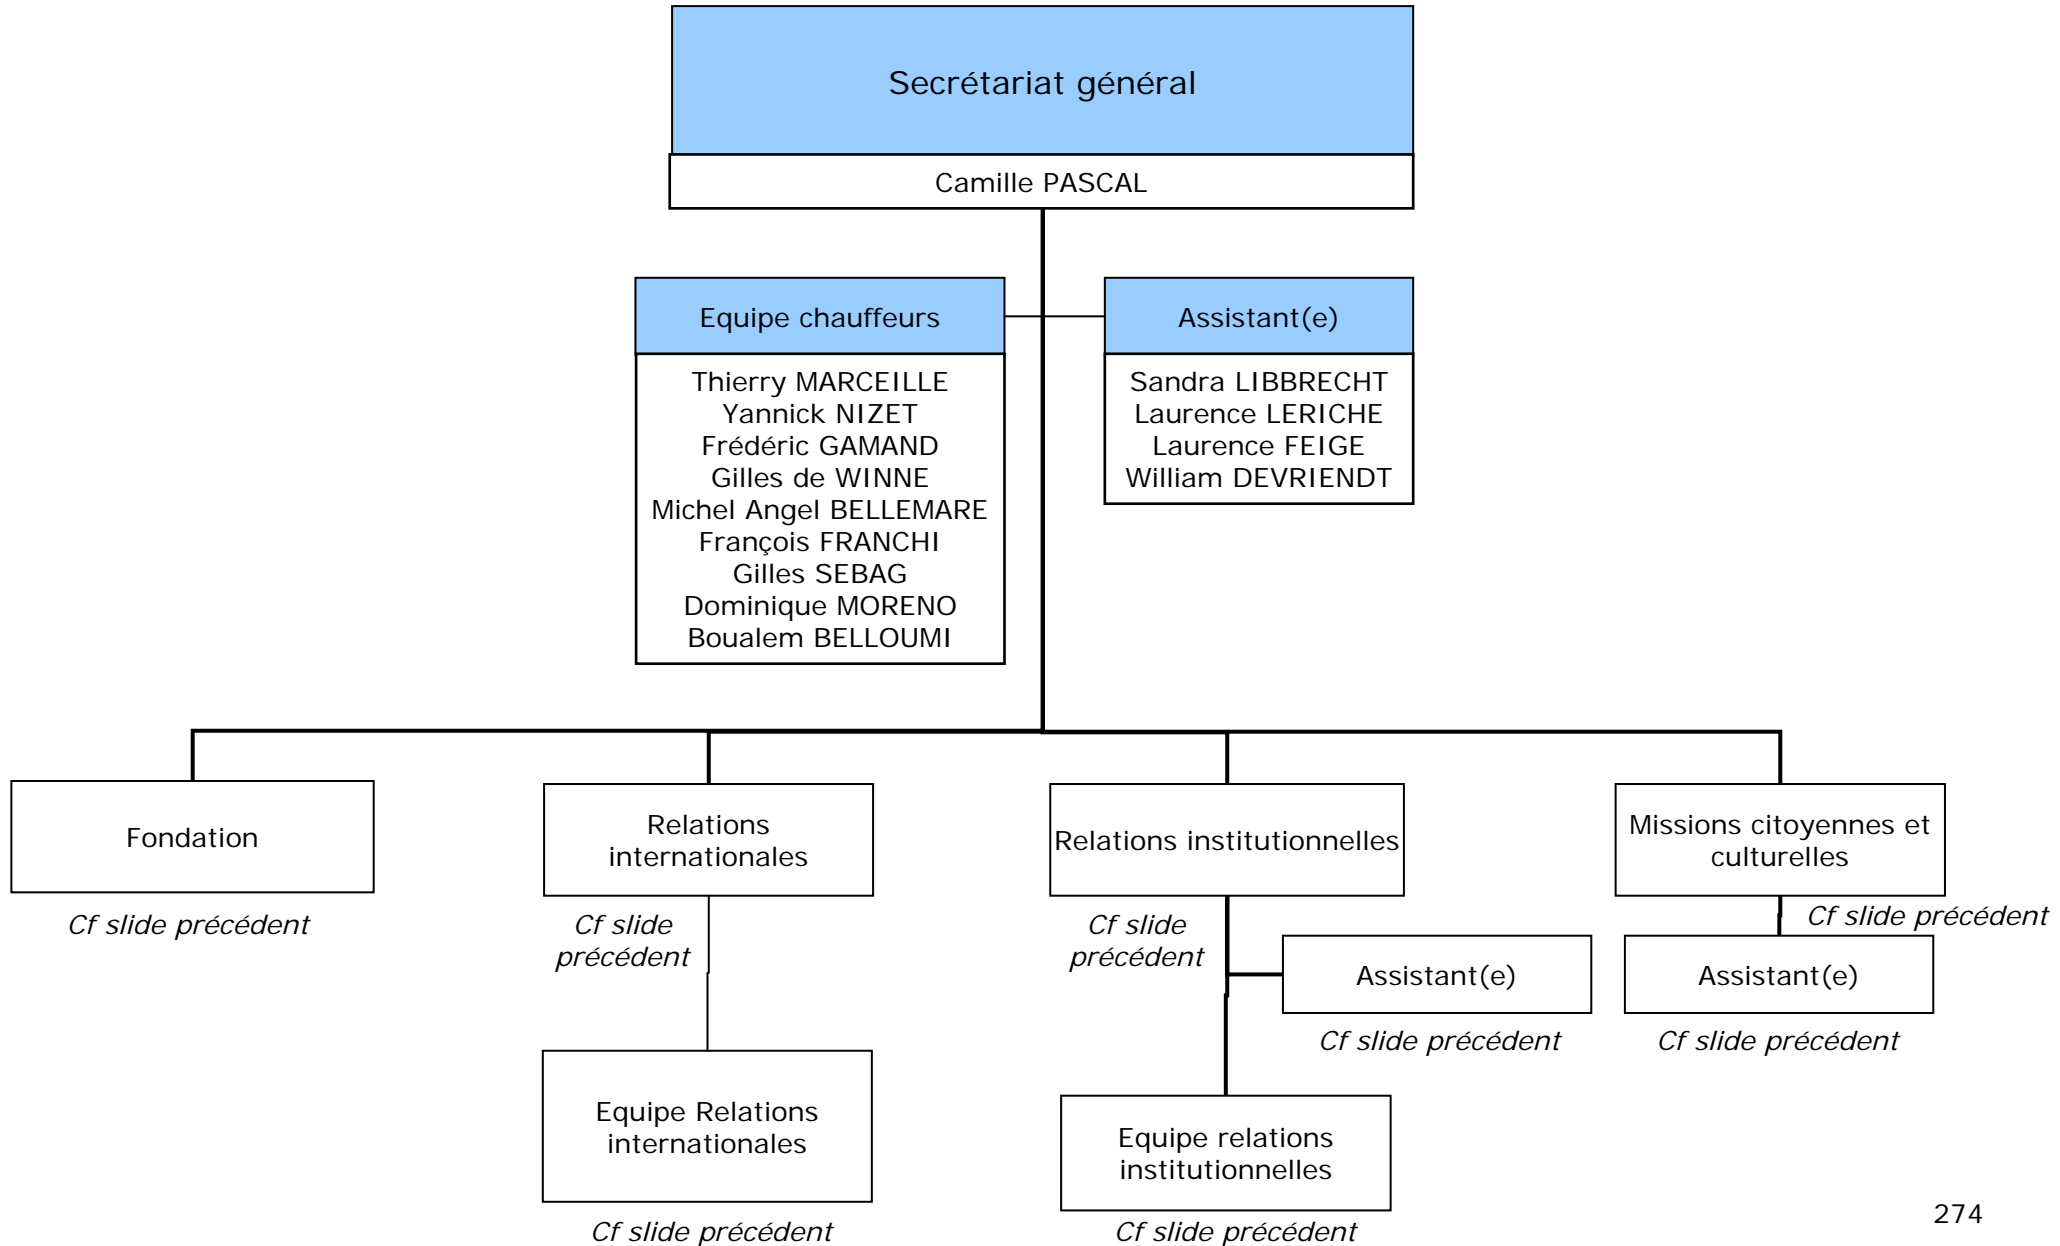 Secrétariat général
Camille PASCAL
Equipe chauffeurs
Thierry MARCEILLE
Yannick NIZET
Frédéric GAMAND
Gilles de WINNE
Michel Angel BELLEMARE
François FRANCHI
Gilles SEBAG
Dominique MORENO
Boualem BELLOUMI
Assistant(e)
Sandra LIBBRECHT
Laurence LERICHE
Laurence FEIGE
William DEVRIENDT
Fondation
Cf slide précédent
Relations
internationales
Cf slide
précédent
Equipe Relations
internationales
Cf slide précédent
Relations institutionnelles
Cf slide
précédent
Assistant(e)
Cf slide précédent
Equipe relations
institutionnelles
Cf slide précédent
Missions citoyennes et
culturelles
Cf slide précédent
Assistant(e)
Cf slide précédent
274